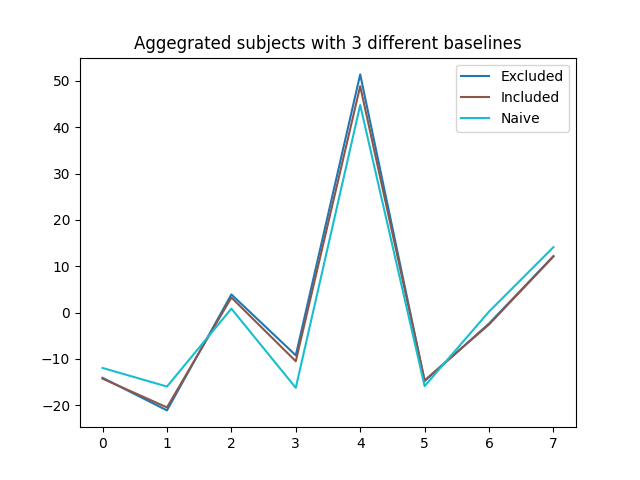 Aggegrated subjects with 3 different baselines
Excluded
Included
Naive
50
40
30
20
10
0
−10
−20
0 1 2 3 4 5 6 7